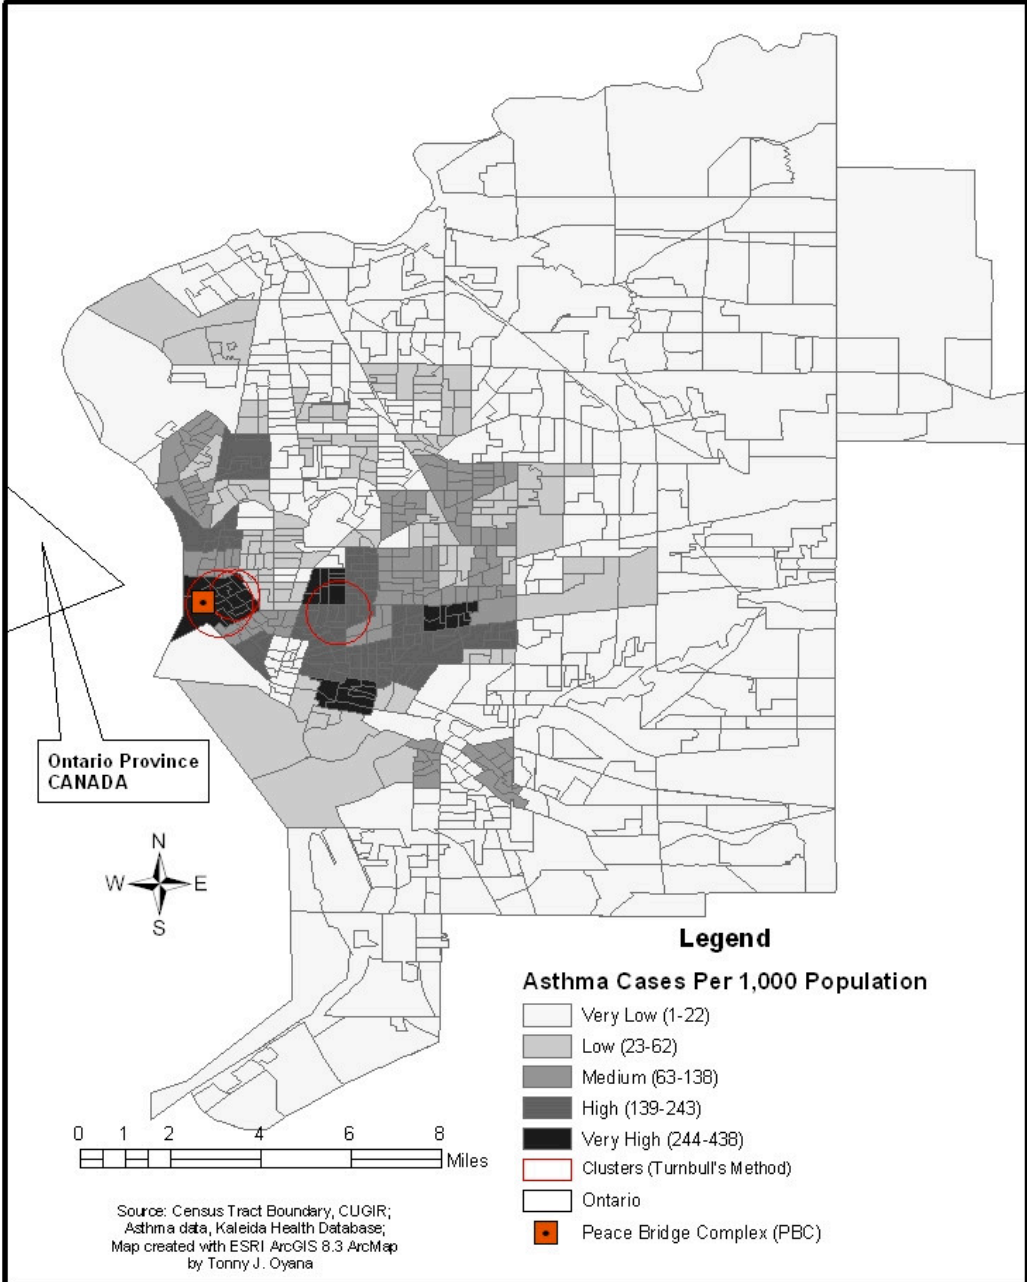 Ontario Province
CANADA
N
W
E
S
Legend
Asthma Cases Per 1,000 Population
Very Low (1-22)
Low (23-62)
Medium (63-138)
High (139-243)
Very High (244-438)
Clusters (Turnbull's Method)
Ontario
Peace Bridge Complex (PBC)
0 1 2 4 6 8
Miles
Source: Census Tract Boundary, CUGIR;
Asthma data, Kaleida Health Database;
Map created with ESRI ArcGIS 8.3 ArcMap
by Tonny J. Oyana